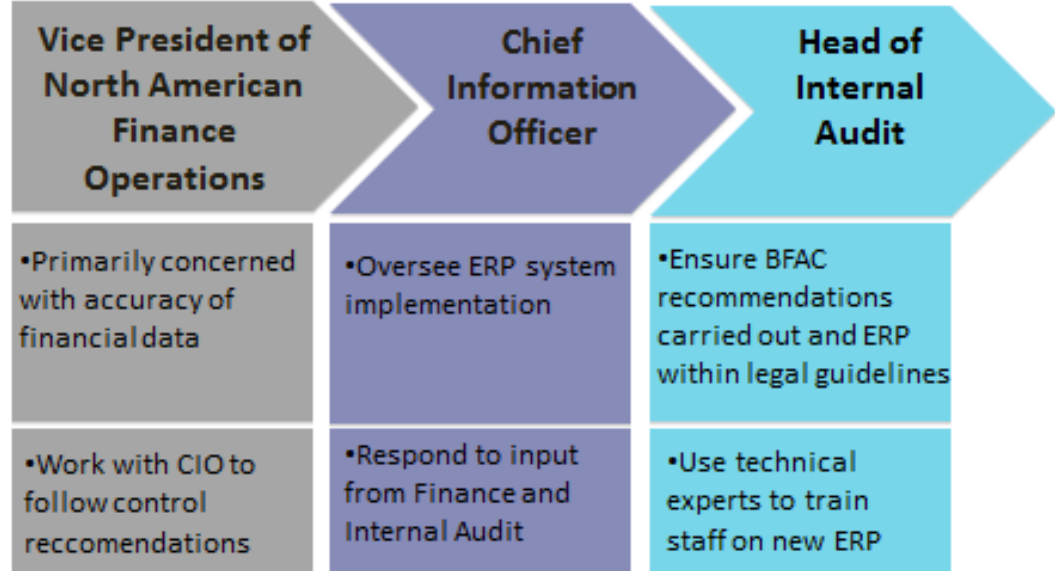 Vice President of
North American
Finance
Operations
•Primarily concerned
with accuracy of
financial data
•Work with CIO to
follow control
reccomendations
Chief
Information
Officer
•Oversee ERP system
implementation
•Respond to input
from Finance and
Internal Audit
Head of
Internal
Audit
•Ensure BFAC
recommendations
carried out and ERP
within legal guidelines
•Use technical
experts to train
staff on new ERP